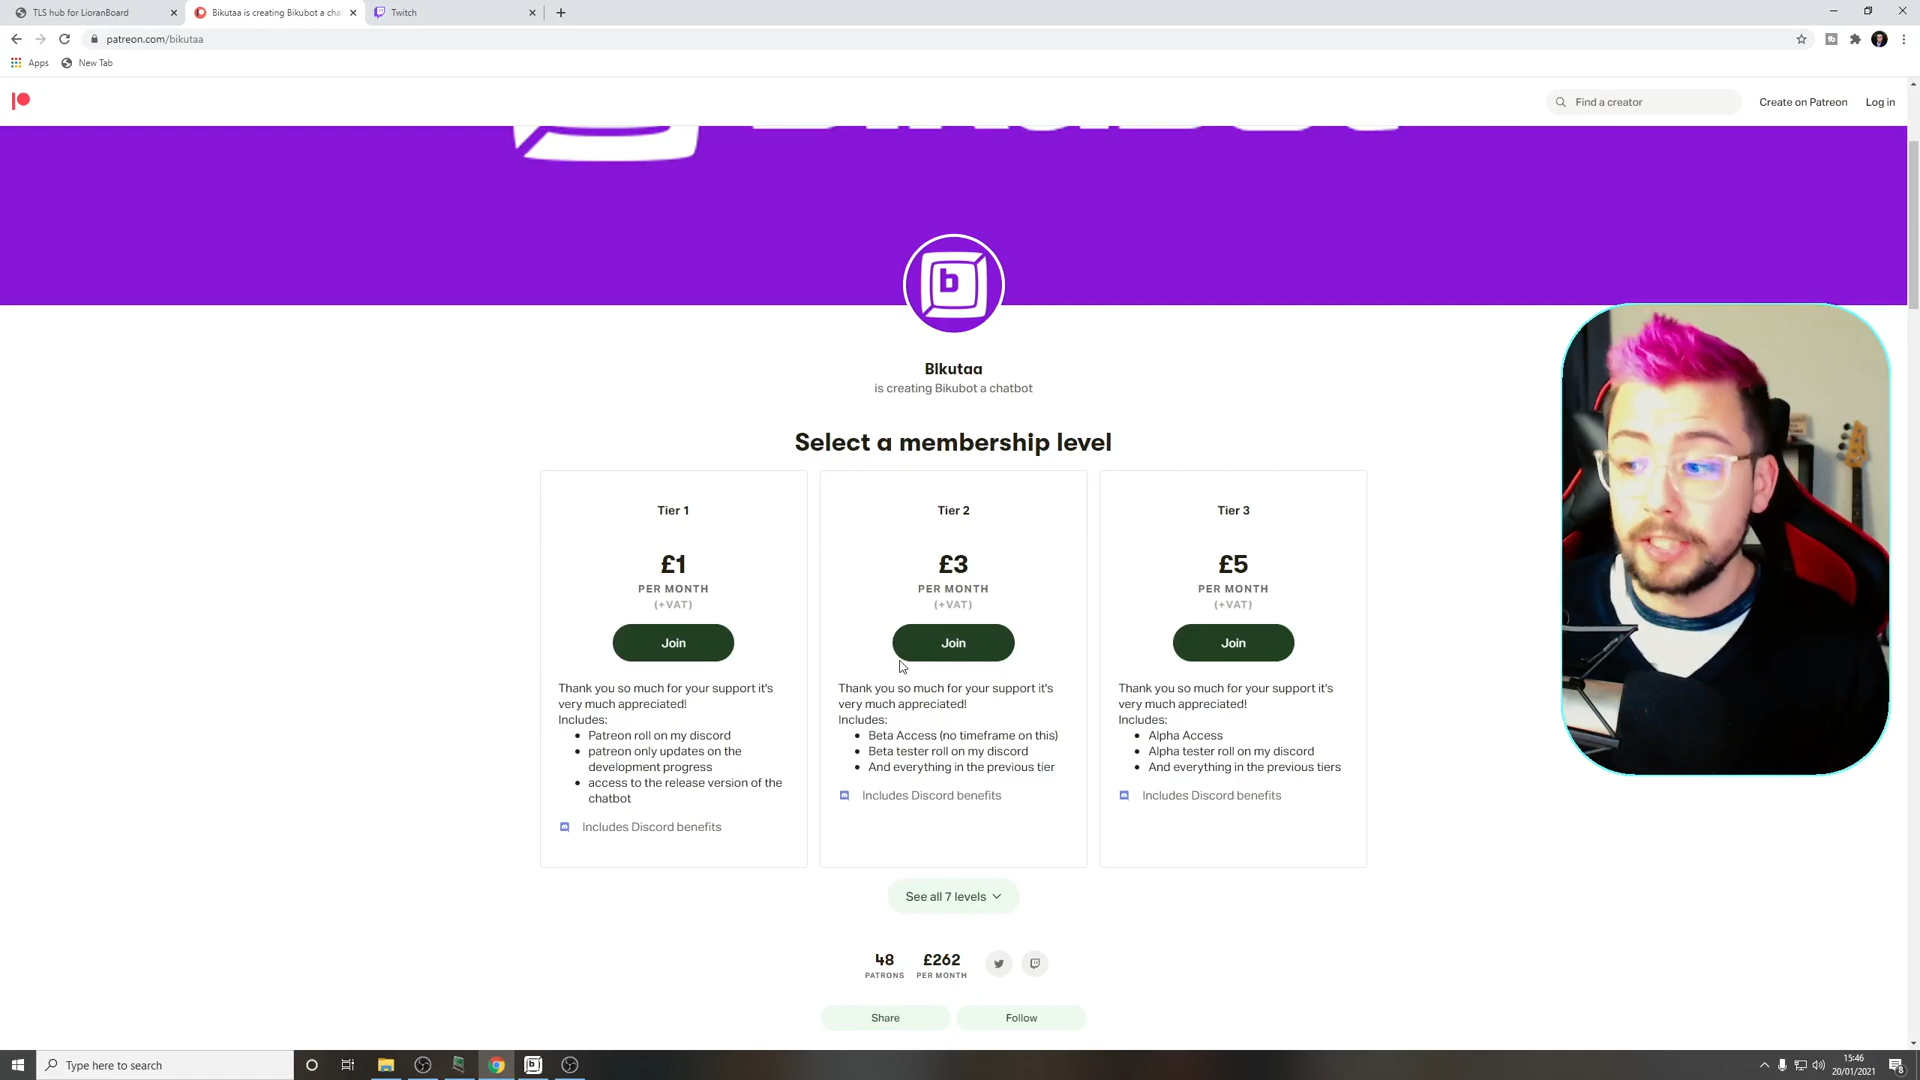 TLS hub for LioranBoard
Bikutaa is creating Bikubot a cha
Twitch
patreon.com/bikutaa
Apps
New Tab
Find a creator
Create on Patreon
Log in
b
BIkutaa
is creating Bikubot a chatbot
Select a membership level
Tier 1
£1
PER MONTH
(+VAT)
Join
Thank you so much for your support it's
very much appreciated!
Includes:
Patreon roll on my discord
patreon only updates on the
development progress
access to the release version of the
chatbot
Includes Discord benefits
Tier 2
£3
PER MONTH
(+VAT)
Join
Thank you so much for your support it's
very much appreciated!
Includes:
Beta Access (no timeframe on this)
Beta tester roll on my discord
And everything in the previous tier
Includes Discord benefits
Tier 3
£5
PER MONTH
(+VAT)
Join
Thank you so much for your support it's
very much appreciated!
Includes:
Alpha Access
Alpha tester roll on my discord
And everything in the previous tiers
Includes Discord benefits
See all 7 levels
48
PATRONS
£262
PER MONTH
Share
Follow
Type here to search
b
15:46
20/01/2021